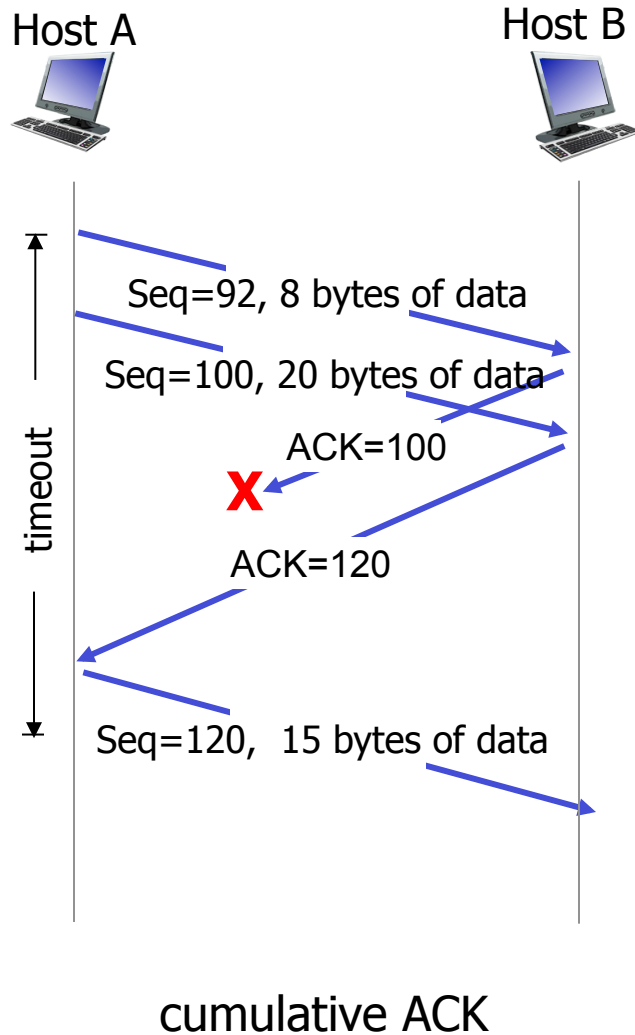 Host A
Host B
Seq=92, 8 bytes of data
Seq=100, 20 bytes of data
timeout
ACK=100
X
ACK=120
Seq=120, 15 bytes of data
cumulative ACK